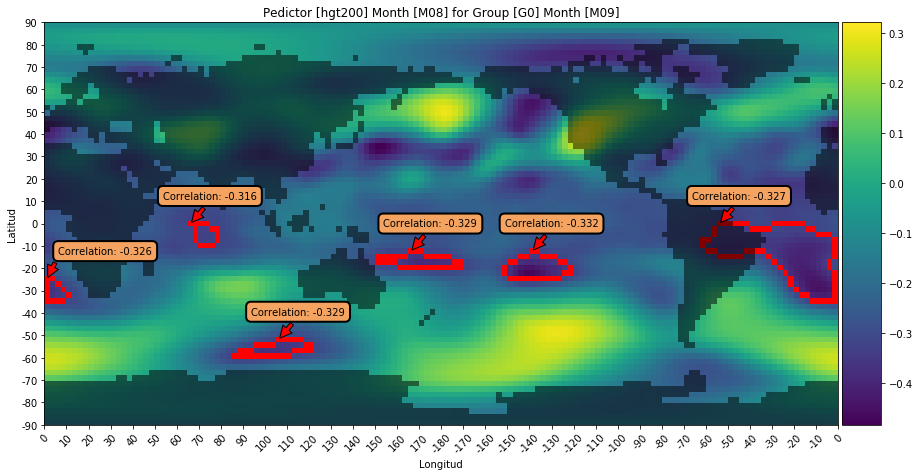 Pedictor [hgt200] Month [M08] for Group [G0] Month [M09]
90
80
70
60
50
40
30
20
10
0
-10
-20
-30
-40
-50
-60
-70
-80
-90
Latitud
Correlation: -0.316
Correlation: -0.327
Correlation: -0.329
Correlation: -0.332
Correlation: -0.326
Correlation: -0.329
0 10 20 30 40 50 60 70 80 90 100 110 120 130 140 150 160 170 -180 -170 -160 -150 -140 -130 -120 -110 -100 -90 -80 -70 -60 -50 -40 -30 -20 -10 0
Longitud
0.3
0.2
0.1
0.0
−0.1
−0.2
−0.3
−0.4